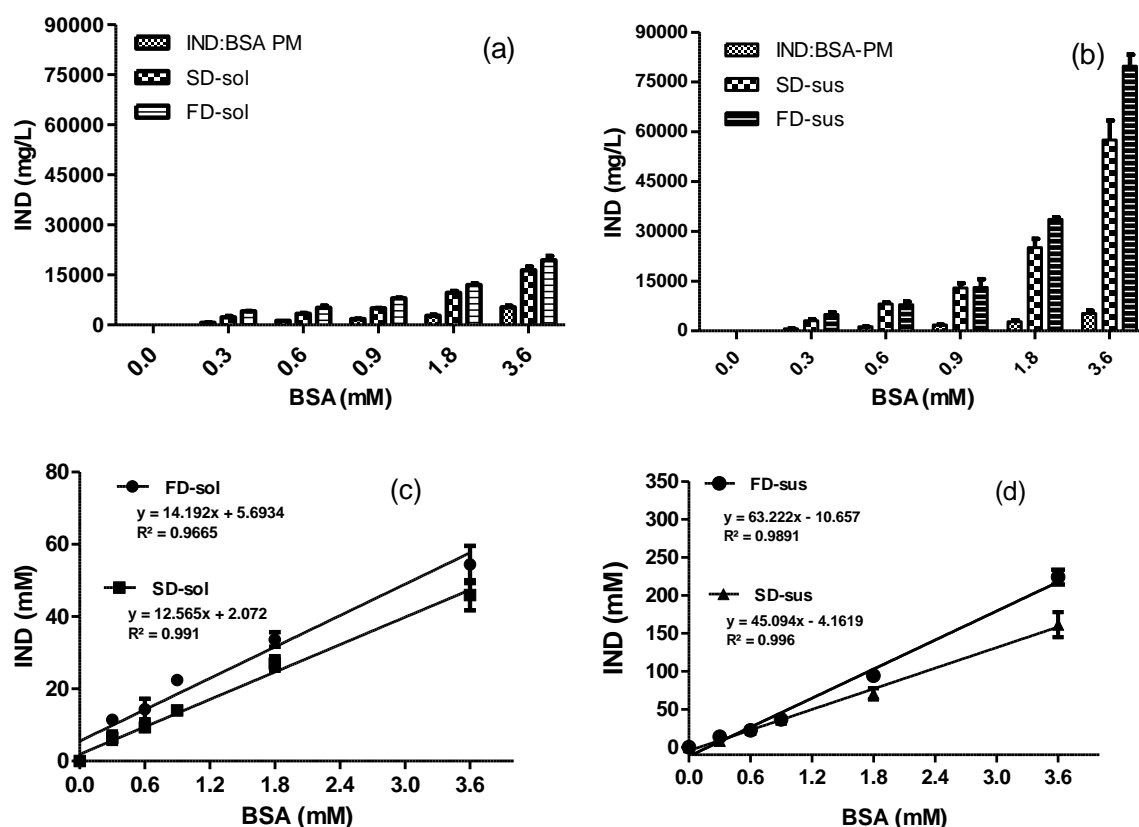 90000
75000
60000
45000
30000
15000
0
IND (mg/L)
IND:BSA PM
SD-sol
FD-sol
(a)
0.0 0.3 0.6 0.9 1.8 3.6
BSA (mM)
90000
75000
60000
45000
30000
15000
0
IND (mg/L)
IND:BSA-PM
SD-sus
FD-sus
(b)
0.0 0.3 0.6 0.9 1.8 3.6
BSA (mM)
80
60
40
20
0
IND (mM)
FD-sol
y = 14.192x + 5.6934
R² = 0.9665
SD-sol
y = 12.565x + 2.072
R² = 0.991
(c)
0.0 0.6 1.2 1.8 2.4 3.0 3.6
BSA (mM)
350
300
250
200
150
100
50
0
IND (mM)
FD-sus
y = 63.222x - 10.657
R² = 0.9891
SD-sus
y = 45.094x - 4.1619
R² = 0.996
(d)
0.0 0.6 1.2 1.8 2.4 3.0 3.6
BSA (mM)